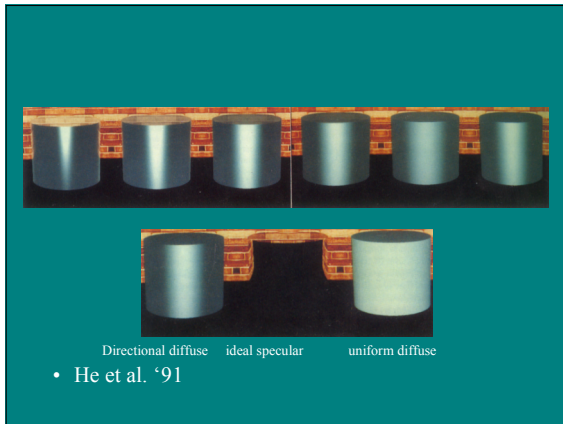 Directional diffuse ideal specular uniform diffuse
• He et al. ‘91